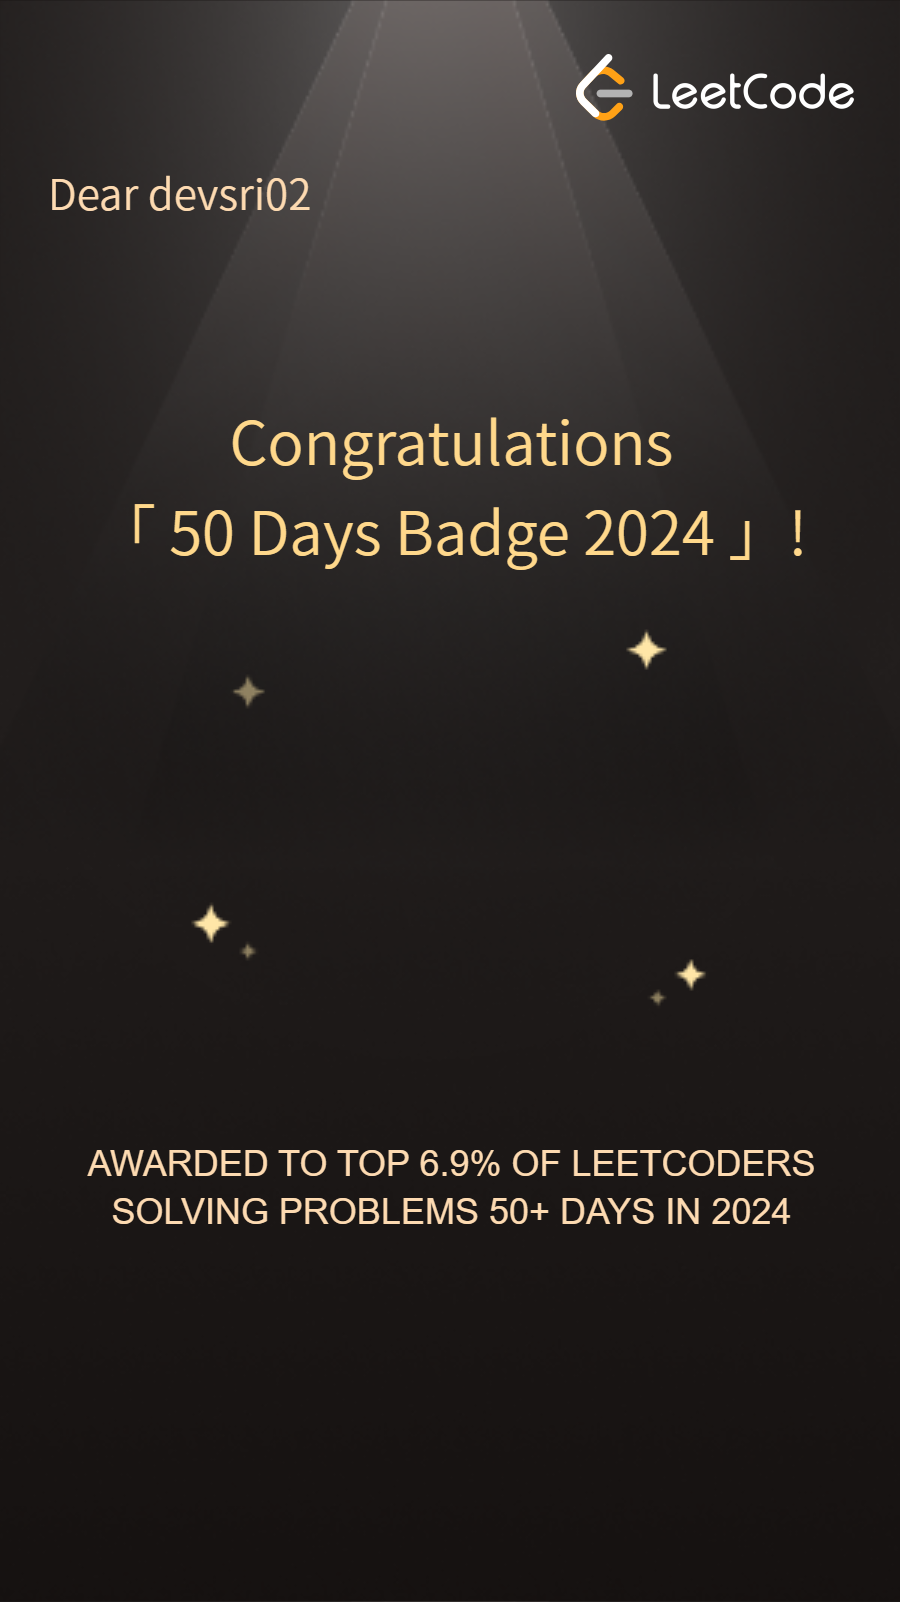 LeetCode
Dear devsri02
Congratulations
「 50 Days Badge 2024 」 !
AWARDED TO TOP 6.9% OF LEETCODERS
SOLVING PROBLEMS 50+ DAYS IN 2024